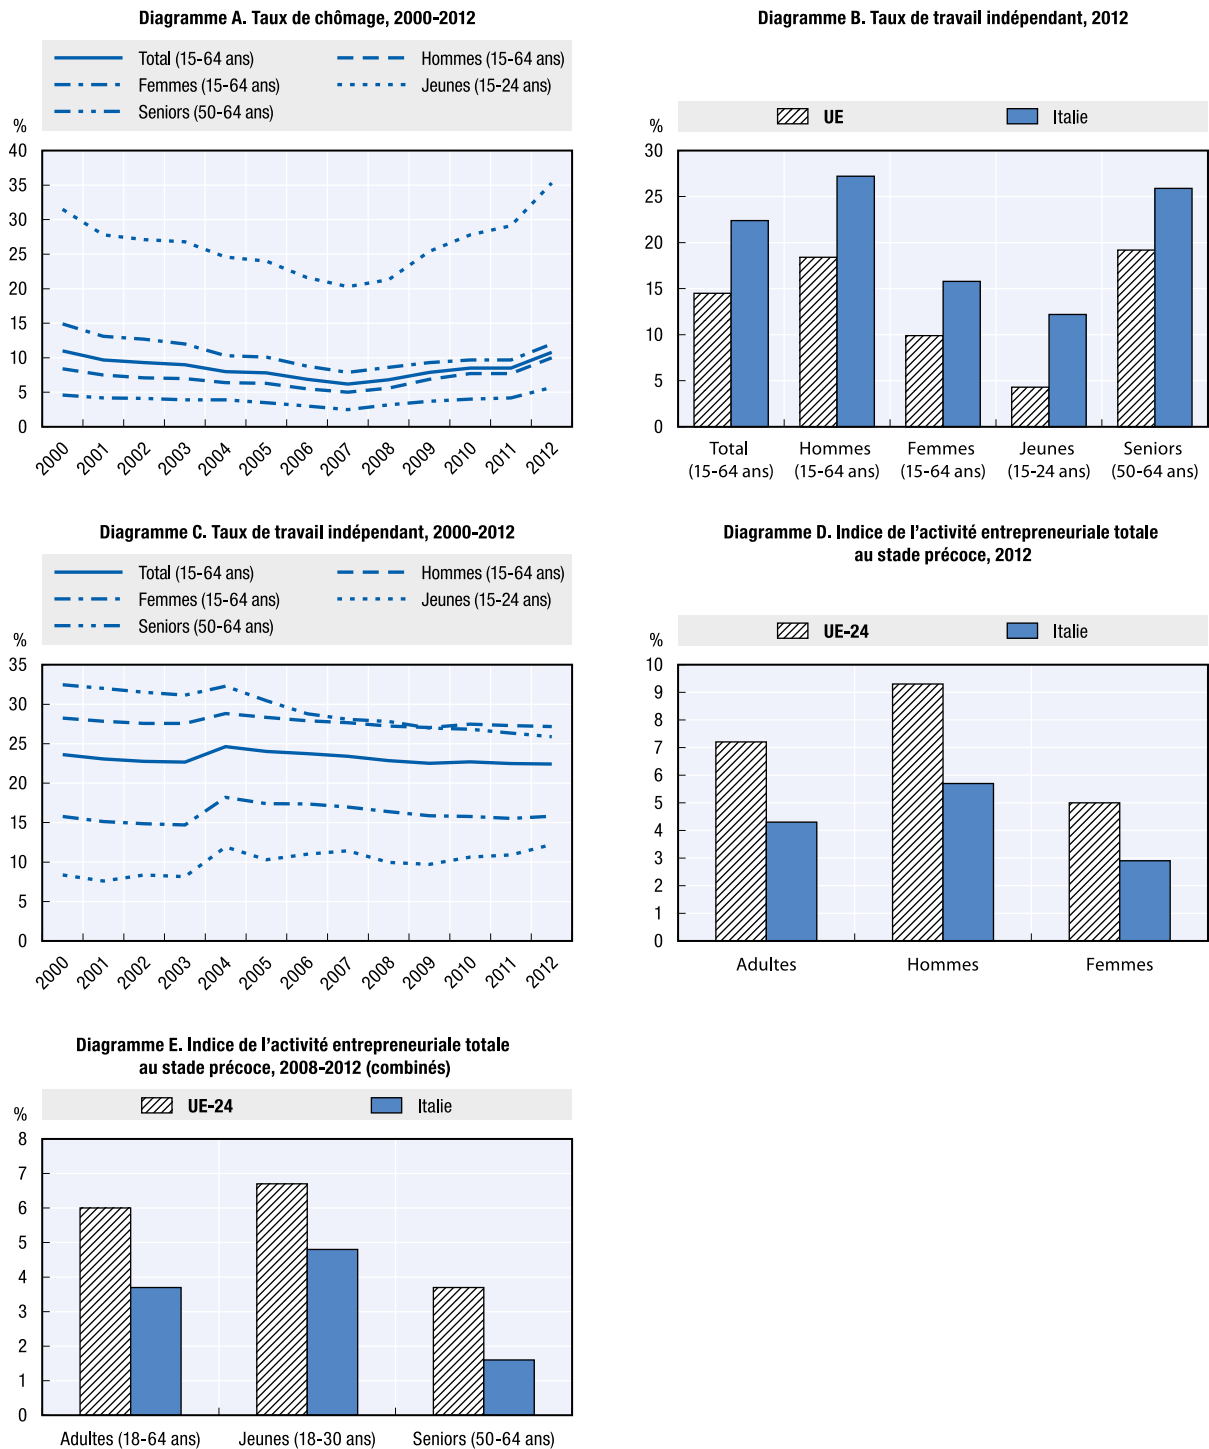 Diagramme A. Taux de chômage, 2000-2012
Total (15-64 ans)
Hommes (15-64 ans)
Femmes (15-64 ans)
Jeunes (15-24 ans)
Seniors (50-64 ans)
%
40
35
30
25
20
15
10
5
0
2000 2001 2002 2003 2004 2005 2006 2007 2008 2009 2010 2011 2012
Diagramme B. Taux de travail indépendant, 2012
UE
Italie
%
30
25
20
15
10
5
0
Total Hommes Femmes Jeunes Seniors
(15-64 ans) (15-64 ans) (15-64 ans) (15-24 ans) (50-64 ans)
Diagramme C. Taux de travail indépendant, 2000-2012
Total (15-64 ans)
Hommes (15-64 ans)
Femmes (15-64 ans)
Jeunes (15-24 ans)
Seniors (50-64 ans)
%
35
30
25
20
15
10
5
0
2000 2001 2002 2003 2004 2005 2006 2007 2008 2009 2010 2011 2012
Diagramme D. Indice de l'activité entrepreneuriale totale
au stade précoce, 2012
UE-24
Italie
%
10
9
8
7
6
5
4
3
2
1
0
Adultes Hommes Femmes
Diagramme E. Indice de l'activité entrepreneuriale totale
au stade précoce, 2008-2012 (combinés)
UE-24
Italie
%
8
7
6
5
4
3
2
1
0
Adultes (18-64 ans) Jeunes (18-30 ans) Seniors (50-64 ans)